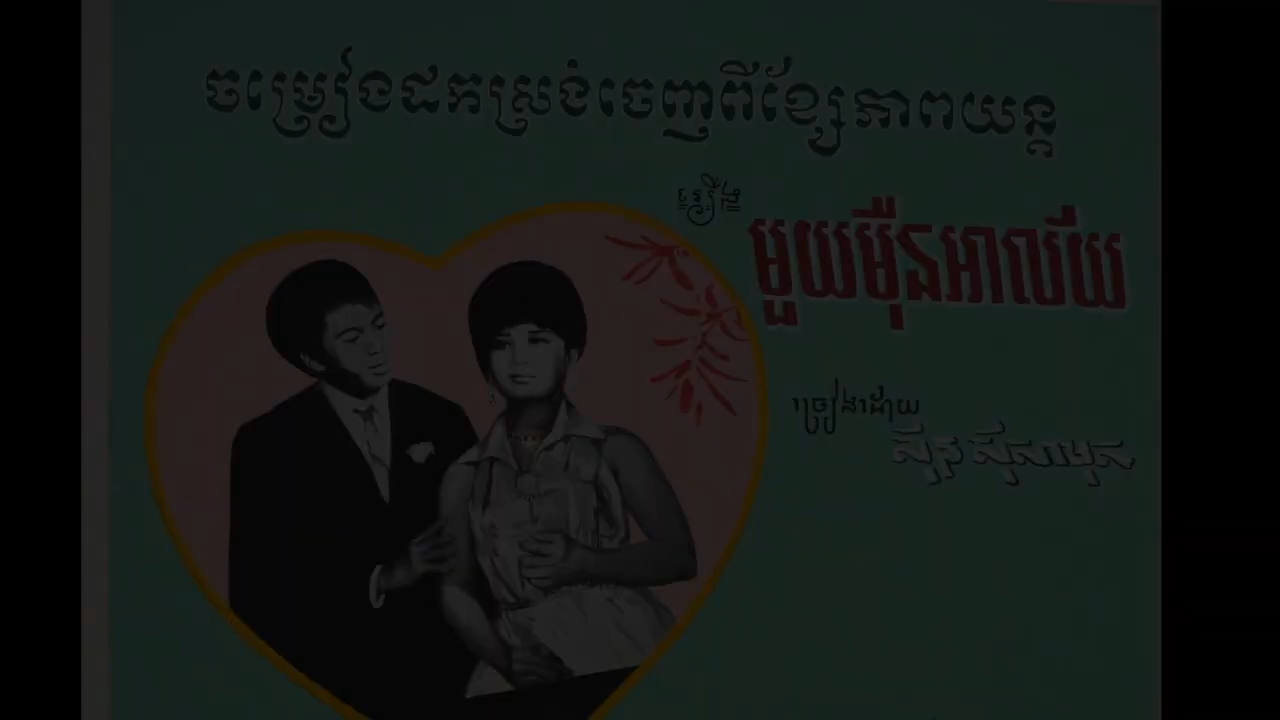 ចម្រៀងដកស្រង់ចេញពីខ្សែភាពយន្ត
រឿង
មួយម៉ឺនអាល័យ
ច្រៀងដោយ
ស៊ីន ស៊ីសាមុត